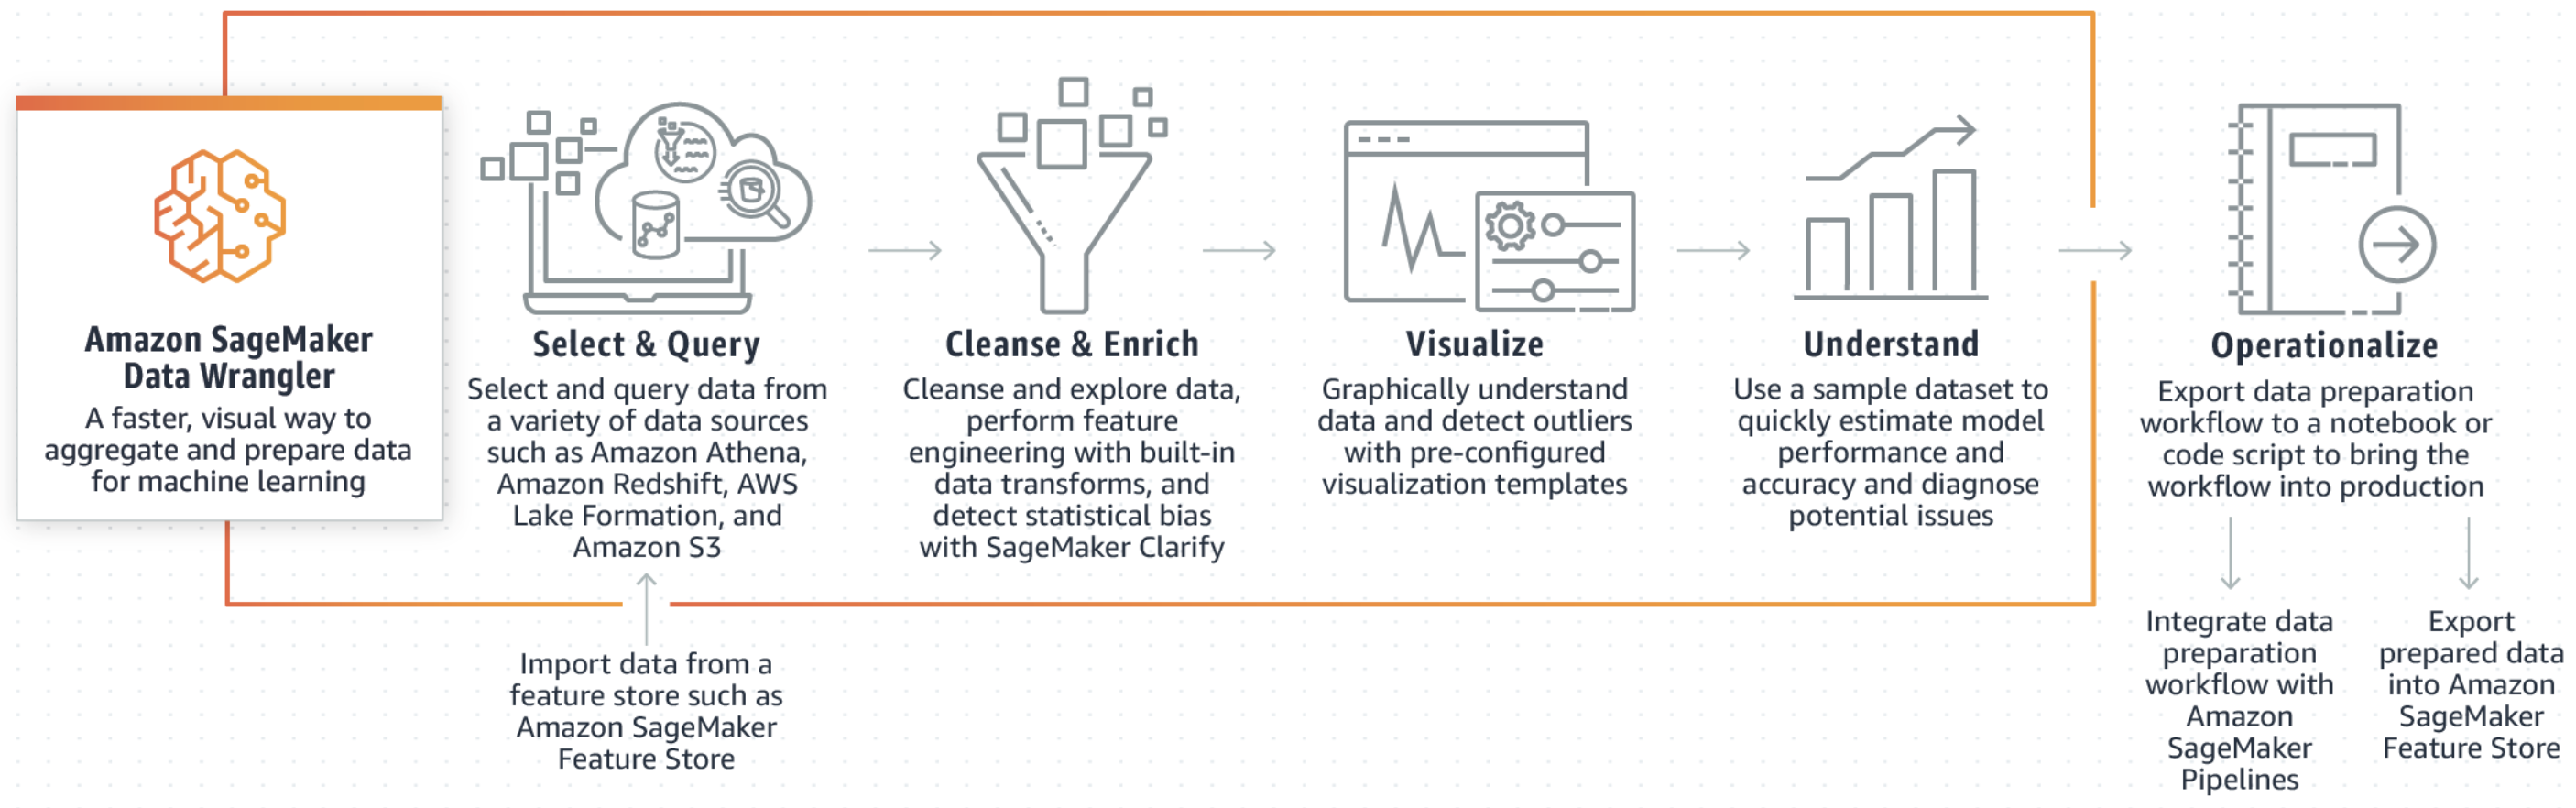 Amazon SageMaker
Data Wrangler
A faster, visual way to
aggregate and prepare data
for machine learning
Select & Query
Select and query data from
a variety of data sources
such as Amazon Athena,
Amazon Redshift, AWS
Lake Formation, and
Amazon S3
Import data from a
feature store such as
Amazon SageMaker
Feature Store
Cleanse & Enrich
Cleanse and explore data,
perform feature
engineering with built-in
data transforms, and
detect statistical bias
with SageMaker Clarify
Visualize
Graphically understand
data and detect outliers
with pre-configured
visualization templates
Understand
Use a sample dataset to
quickly estimate model
performance and
accuracy and diagnose
potential issues
Operationalize
Export data preparation
workflow to a notebook or
code script to bring the
workflow into production
Integrate data
preparation
workflow with
Amazon
SageMaker
Pipelines
Export
prepared data
into Amazon
SageMaker
Feature Store